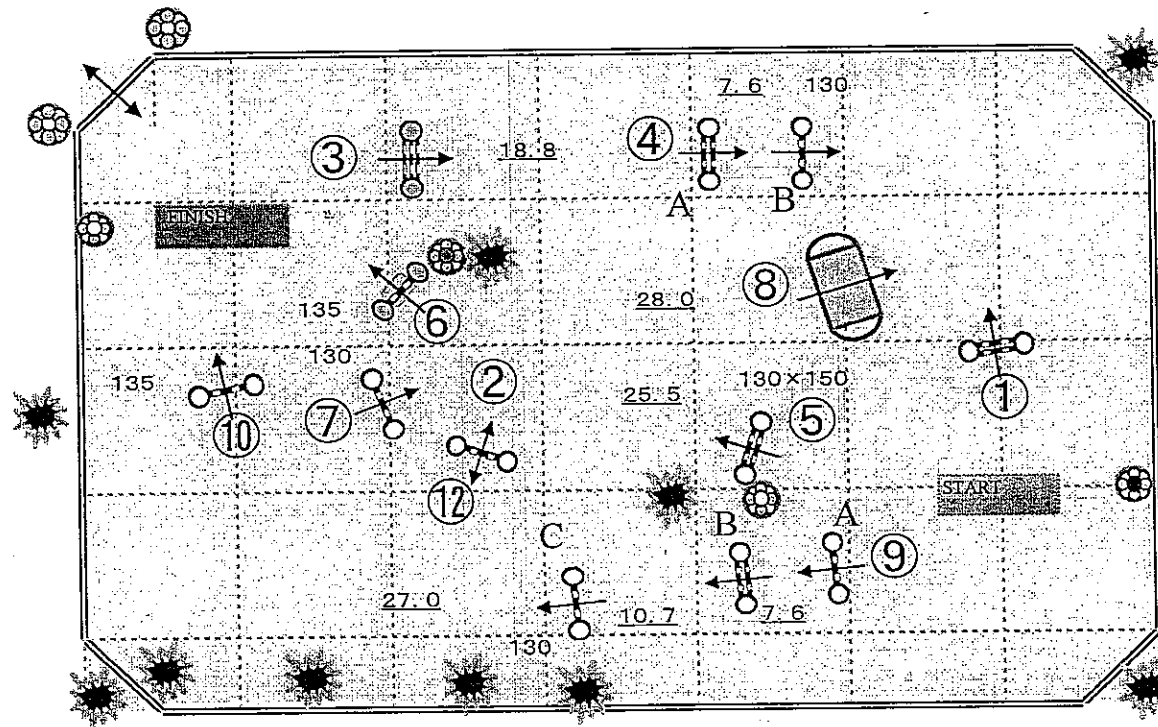 7.6 130
③ 18.8 ④
A B
FINISH
⑧
28.0
135 ⑥
130
135 ② 25.5 130×150
⑦ ⑤ ①
⑩
START
⑫
C B A
⑨
27.0 10.7 7.6
130